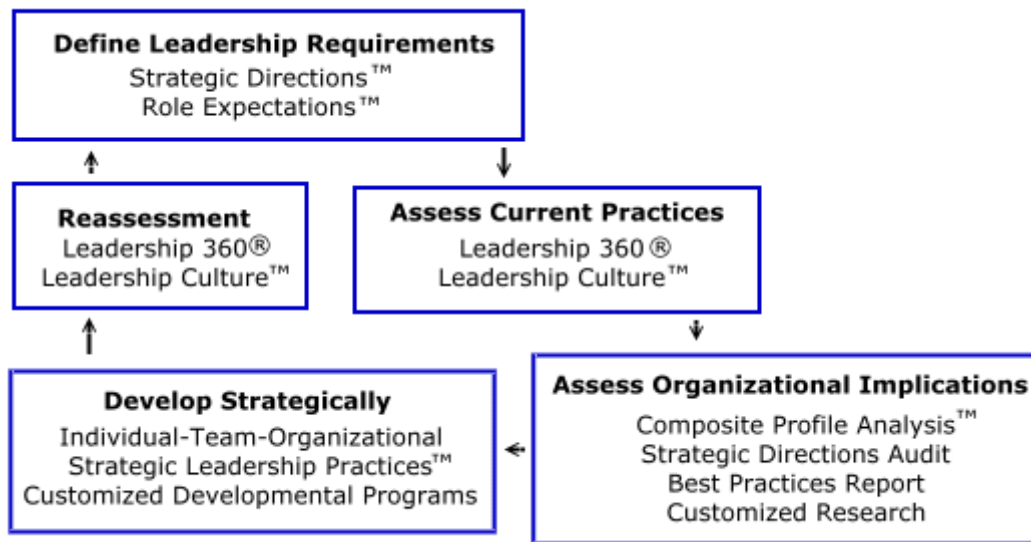 Define Leadership Requirements
Strategic Directions™
Role Expectations™
Reassessment
Leadership 360®
Leadership Culture™
Assess Current Practices
Leadership 360®
Leadership Culture™
Develop Strategically
Individual-Team-Organizational
Strategic Leadership Practices™
Customized Developmental Programs
Assess Organizational Implications
Composite Profile Analysis™
Strategic Directions Audit
Best Practices Report
Customized Research